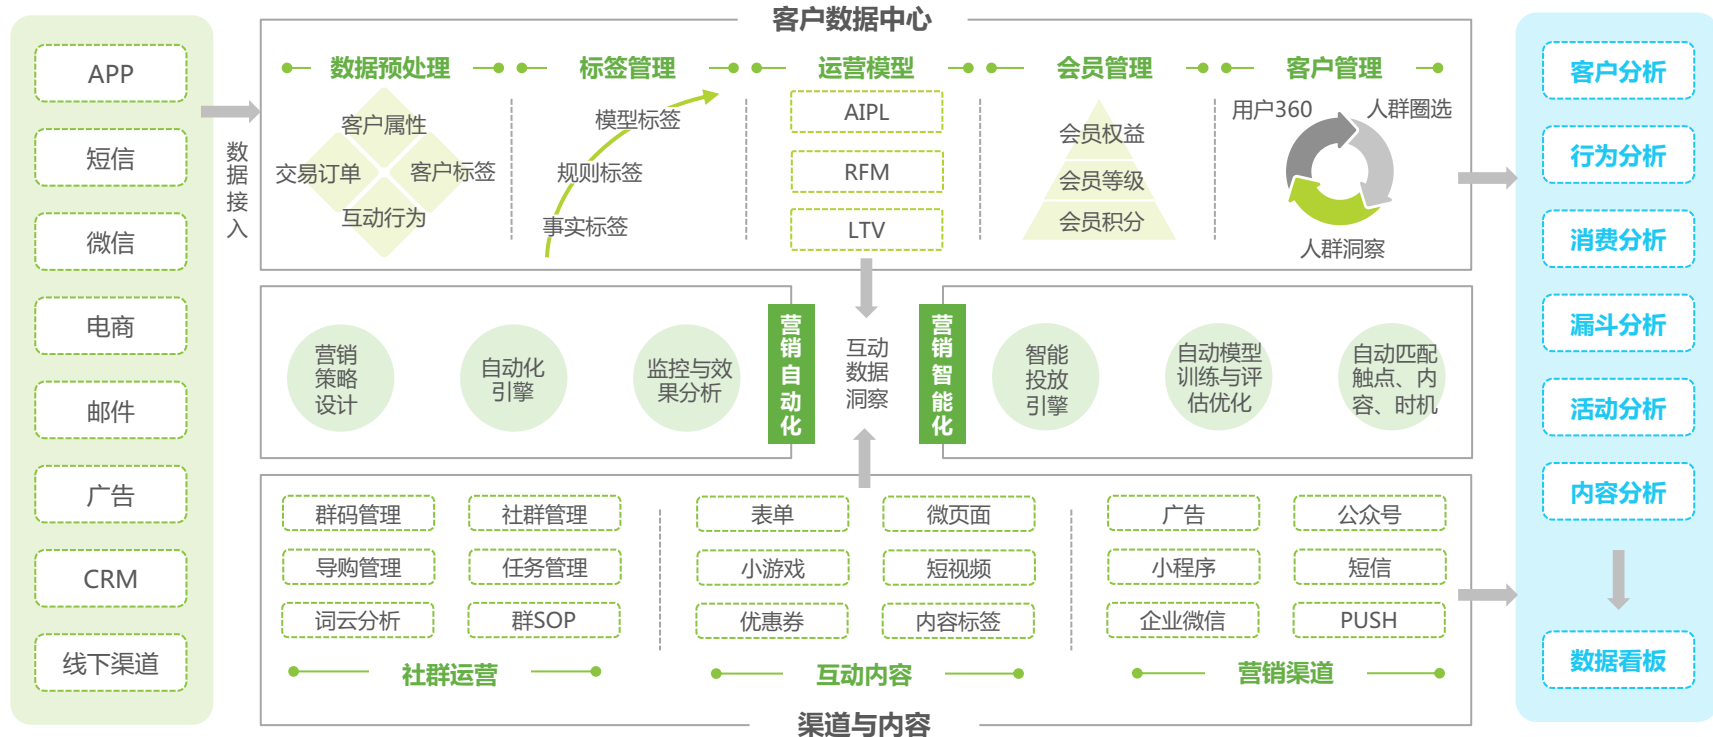 APP
短信
微信
电商
邮件
广告
CRM
线下渠道
数据接入
客户数据中心
数据预处理
客户属性
交易订单
客户标签
互动行为
标签管理
模型标签
规则标签
事实标签
运营模型
AIPL
RFM
LTV
会员管理
会员权益
会员等级
会员积分
客户管理
用户360
人群圈选
人群洞察
营销
策略
设计
自动化
引擎
监控与效
果分析
营销自动化
互动
数据
洞察
营销智能化
智能
投放
引擎
自动模型
训练与评
估优化
自动匹配
触点、内
容、时机
群码管理
社群管理
导购管理
任务管理
词云分析
群SOP
社群运营
表单
微页面
小游戏
短视频
优惠券
内容标签
互动内容
广告
公众号
小程序
短信
企业微信
PUSH
营销渠道
渠道与内容
客户分析
行为分析
消费分析
漏斗分析
活动分析
内容分析
数据看板